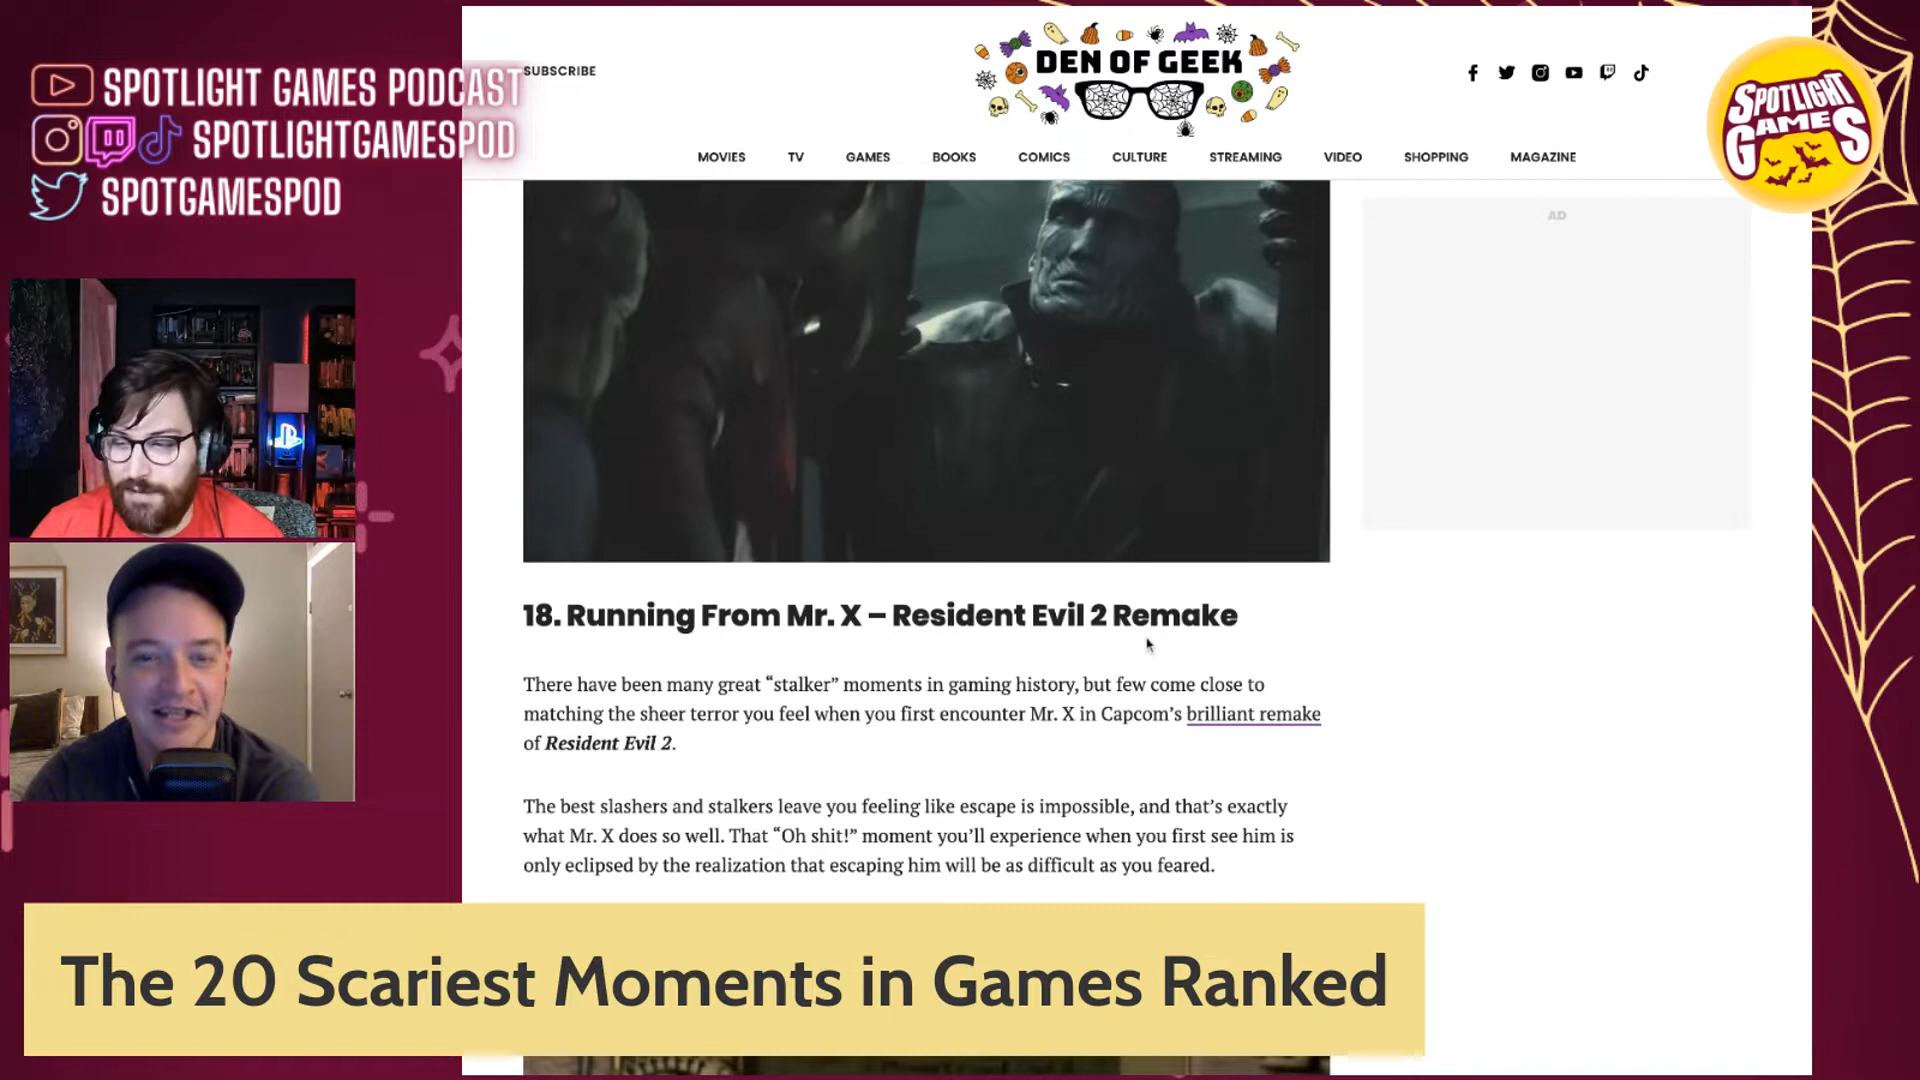 SPOTLIGHT GAMES PODCAST
SPOTLIGHTGAMESPOD
SPOTGAMESPOD
SUBSCRIBE
DEN OF GEEK
SPOTLIGHT
GAMES
MOVIES TV GAMES BOOKS COMICS CULTURE STREAMING VIDEO SHOPPING MAGAZINE
AD
18. Running From Mr. X – Resident Evil 2 Remake
There have been many great “stalker” moments in gaming history, but few come close to
matching the sheer terror you feel when you first encounter Mr. X in Capcom’s brilliant remake
of Resident Evil 2.
The best slashers and stalkers leave you feeling like escape is impossible, and that’s exactly
what Mr. X does so well. That “Oh shit!” moment you’ll experience when you first see him is
only eclipsed by the realization that escaping him will be as difficult as you feared.
The 20 Scariest Moments in Games Ranked